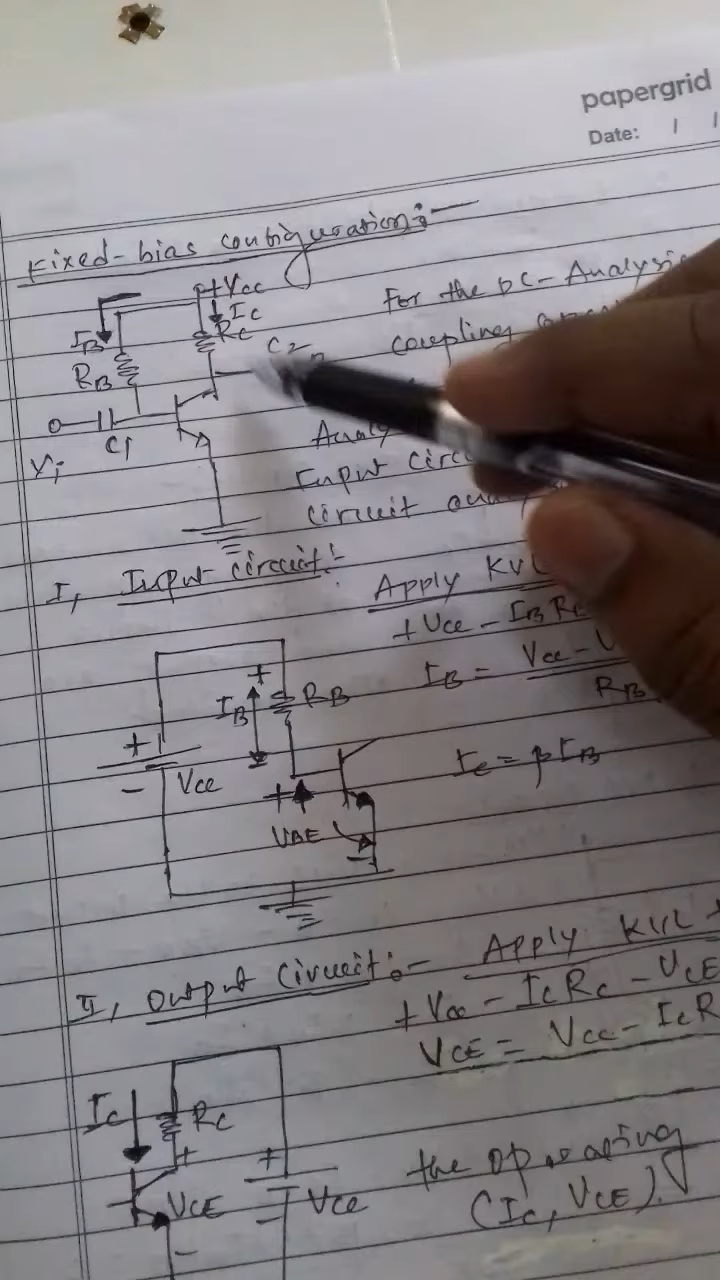 papergrid
Date: / /
Fixed-bias configuration:-
+Vcc
IB
IC
RC
RB
C2
C1
Vi
For the DC-Analysis
coupling
Input circ
circuit
I, Input circuit:-
Apply KVL
+Vcc - IB R
IB = Vcc - V
RB
Ic = βIB
+
IB
RB
+
-
Vcc
+
VBE
-
II, Output circuit:-
Apply KVL
+Vcc - IcRc - VCE
VCE = Vcc - IcR
Ic
Rc
+
VCE
-
+
-
Vcc
the operating
(Ic, VCE).